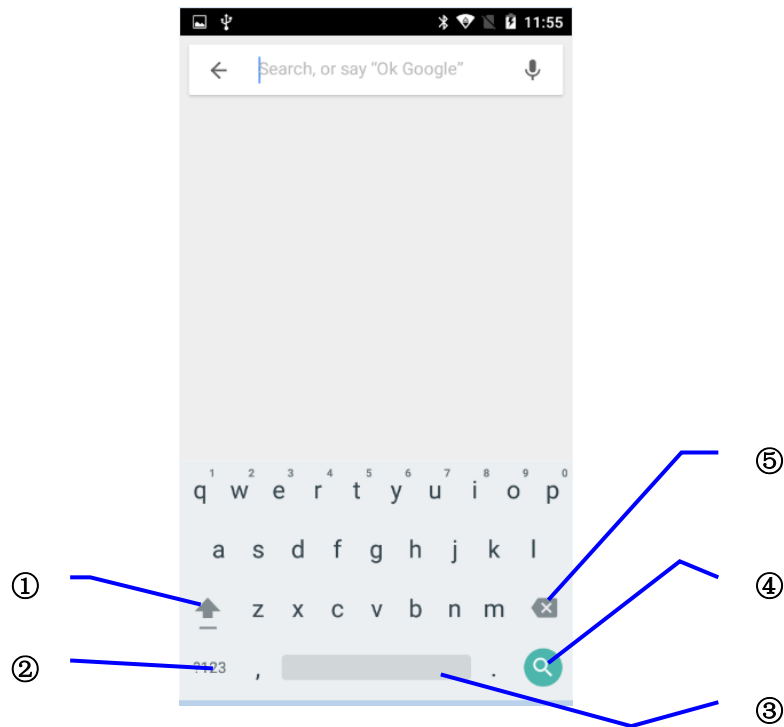 11:55
Search, or say “Ok Google”
1 2 3 4 5 6 7 8 9 0
q w e r t y u i o p
⑤
a s d f g h j k l
①
z x c v b n m
④
②
?123 , .
③